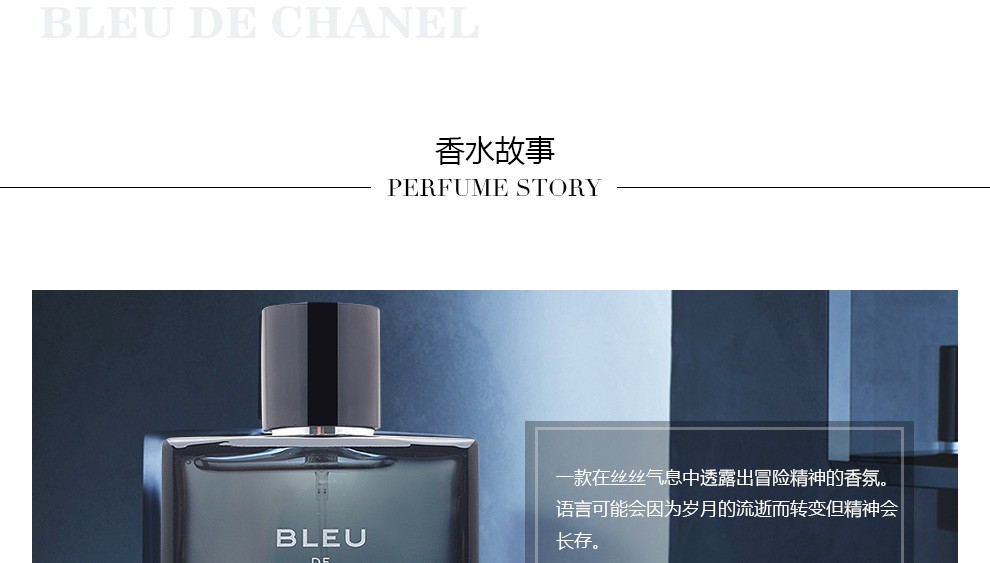 BLEU DE CHANEL
香水故事
PERFUME STORY
一款在丝丝气息中透露出冒险精神的香氛。
语言可能会因为岁月的流逝而转变但精神会
长存。
BLEU
DE